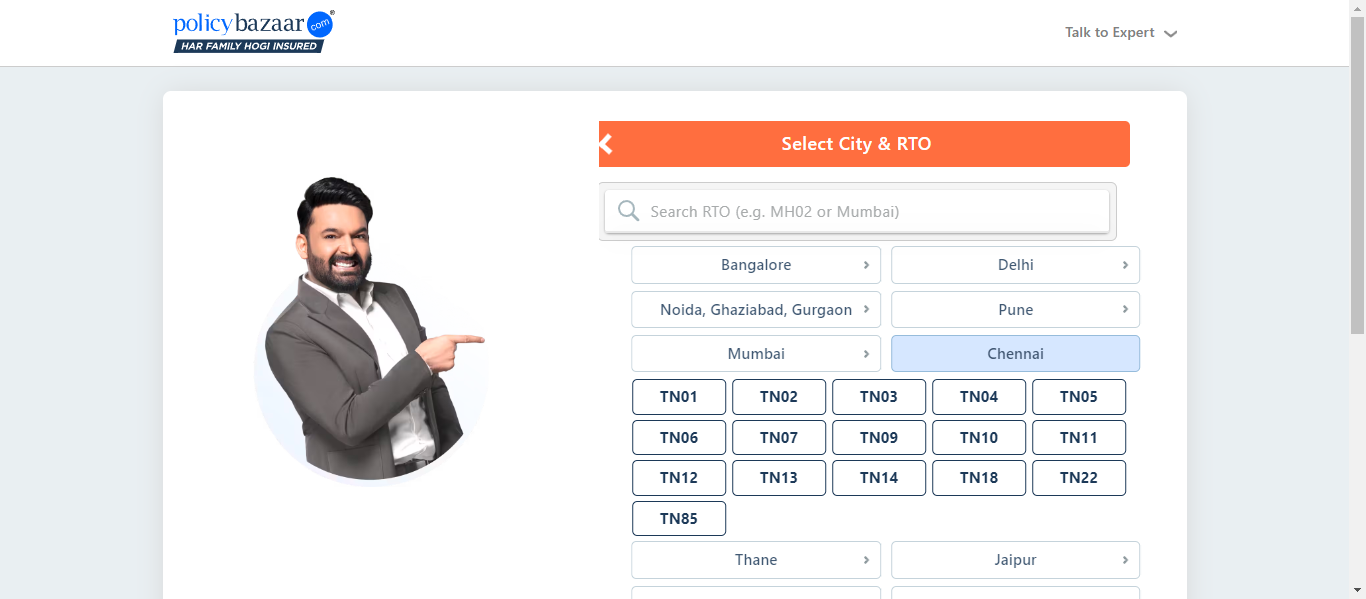 policybazaar.com®
HAR FAMILY HOGI INSURED
Talk to Expert
Select City & RTO
Search RTO (e.g. MH02 or Mumbai)
Bangalore
Delhi
Noida, Ghaziabad, Gurgaon
Pune
Mumbai
Chennai
TN01 TN02 TN03 TN04 TN05
TN06 TN07 TN09 TN10 TN11
TN12 TN13 TN14 TN18 TN22
TN85
Thane
Jaipur